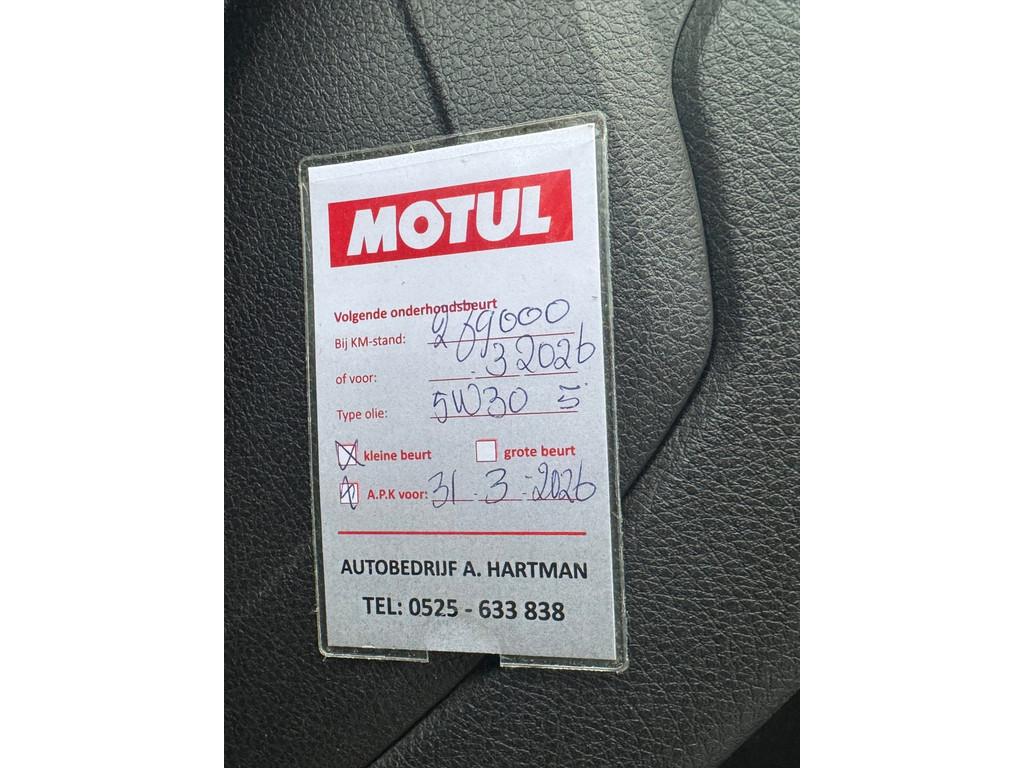 MOTUL
Volgende onderhoudsbeurt
Bij KM-stand: 269000
of voor: 3 2026
Type olie: 5W30 5
kleine beurt grote beurt
A.P.K voor: 31-3-2026
AUTOBEDRIJF A. HARTMAN
TEL: 0525 - 633 838